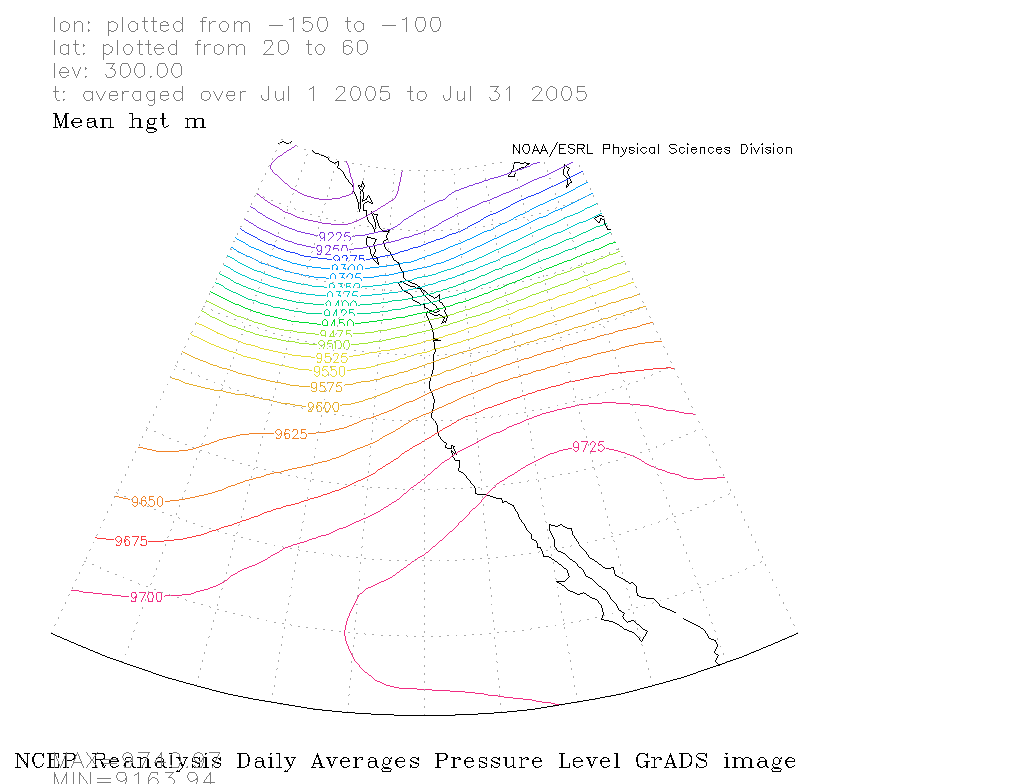 lon: plotted from −150 to −100
lat: plotted from 20 to 60
lev: 300.00
t: averaged over Jul 1 2005 to Jul 31 2005
Mean hgt m
NOAA/ESRL Physical Sciences Division
9225
9250
9275
9300
9325
9350
9375
9400
9425
9450
9475
9500
9525
9550
9575
9600
9625
9725
9650
9675
9700
NCEP Reanalysis Daily Averages Pressure Level GrADS image
MIN=9163.94